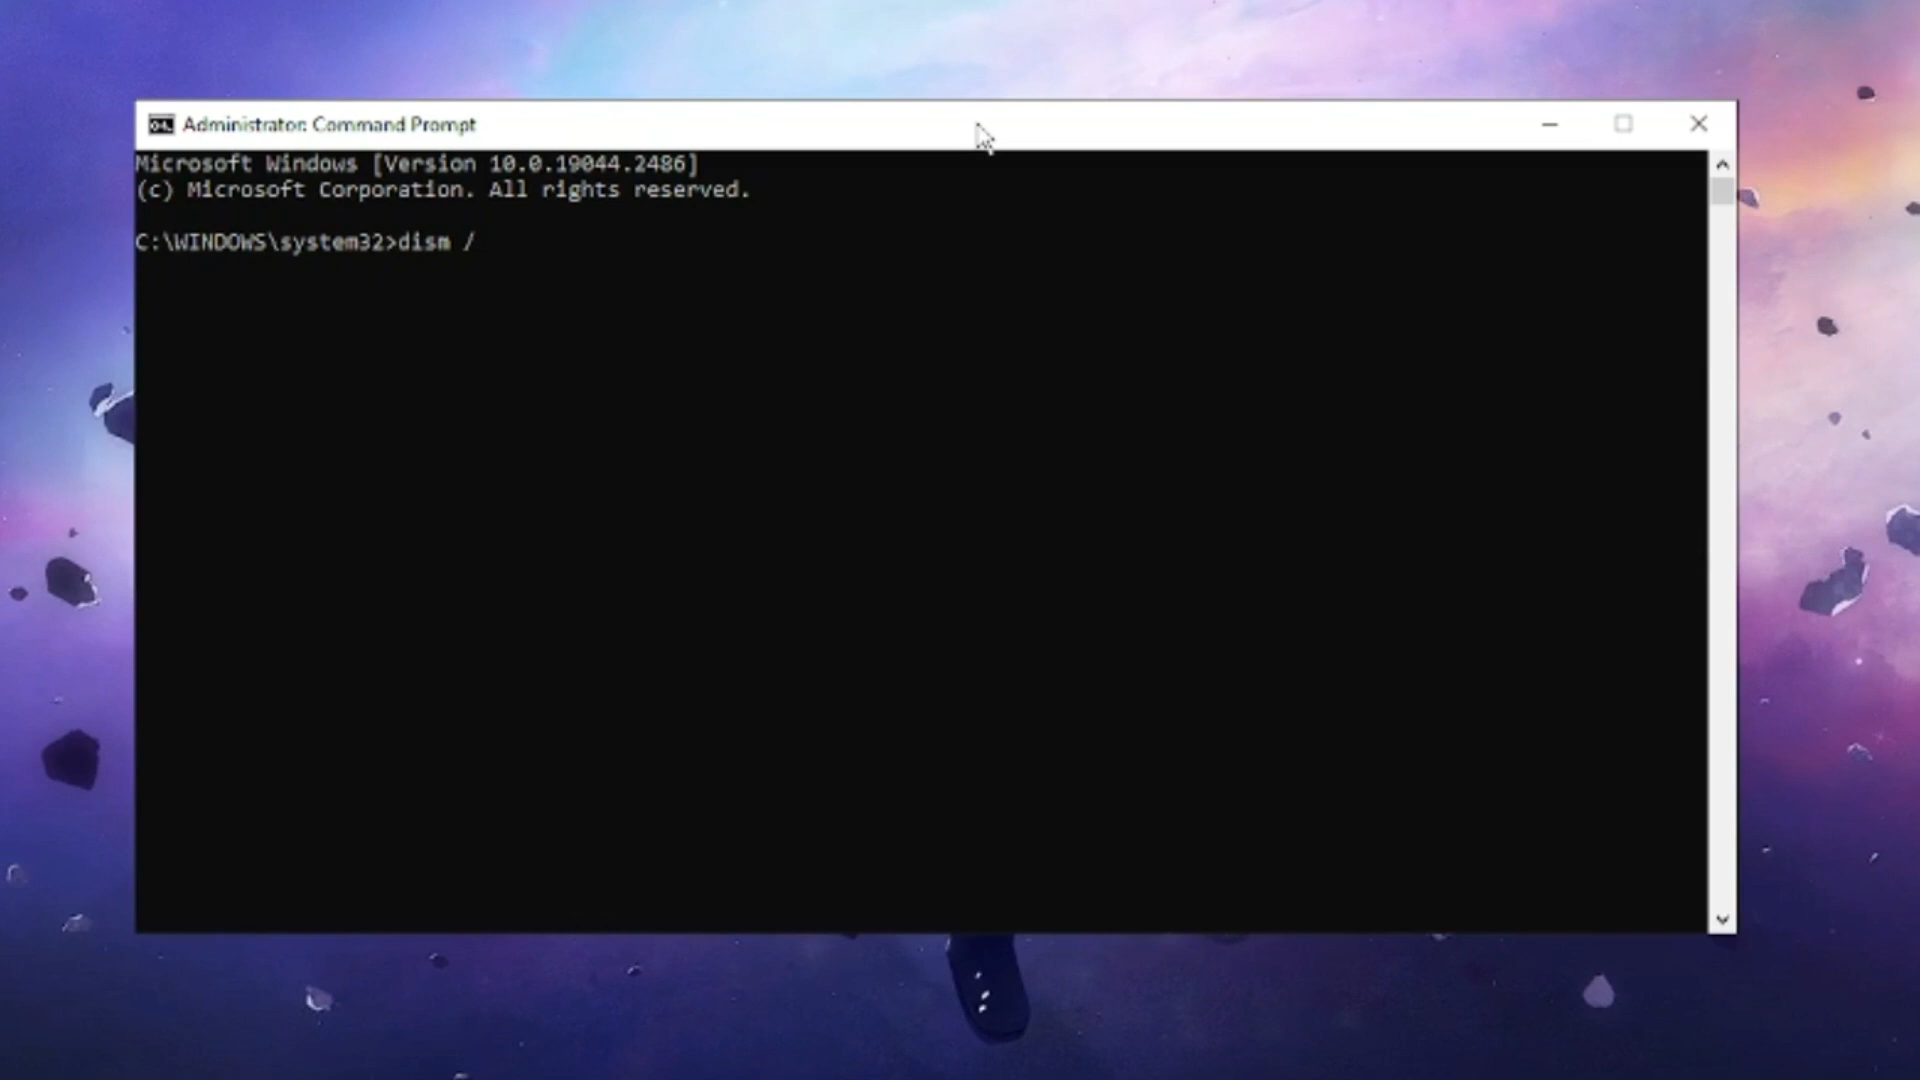 Administrator: Command Prompt
Microsoft Windows [Version 10.0.19044.2486]
(c) Microsoft Corporation. All rights reserved.
C:\WINDOWS\system32>dism /